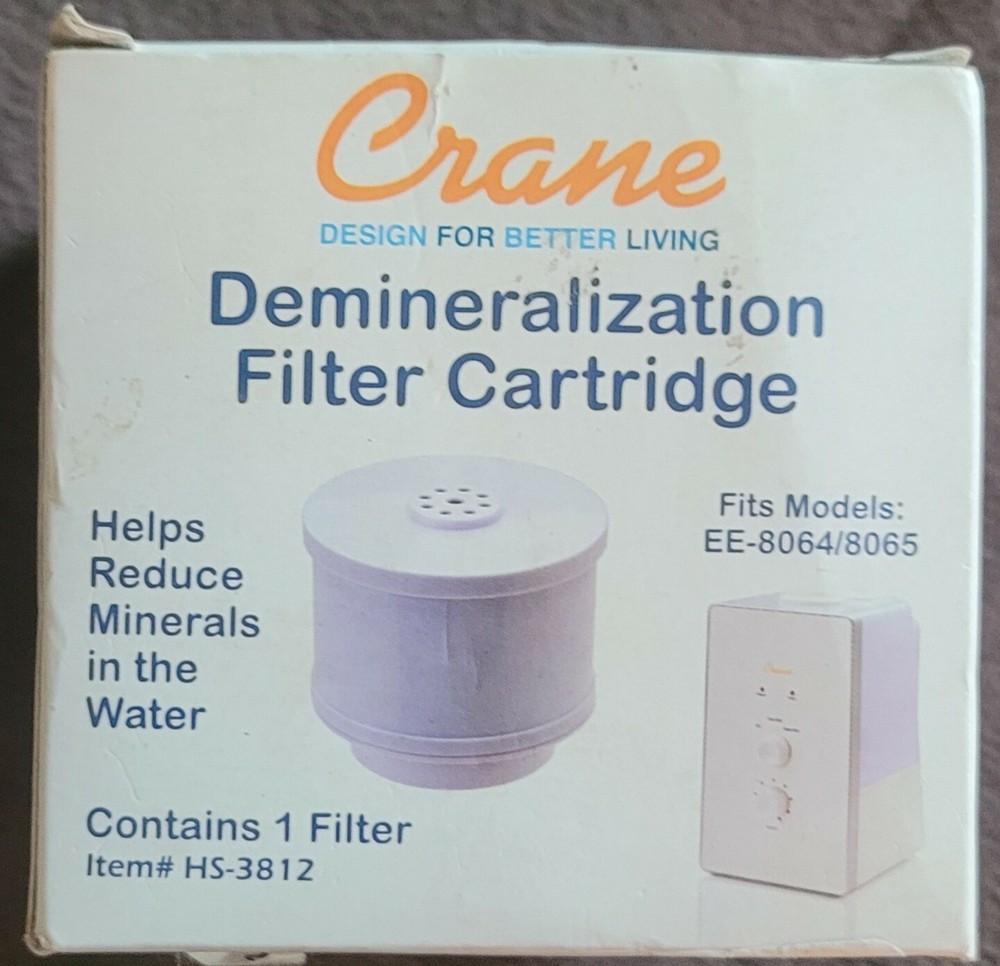 Crane
DESIGN FOR BETTER LIVING
Demineralization
Filter Cartridge
Helps
Reduce
Minerals
in the
Water
Fits Models:
EE-8064/8065
Crane
Contains 1 Filter
Item# HS-3812